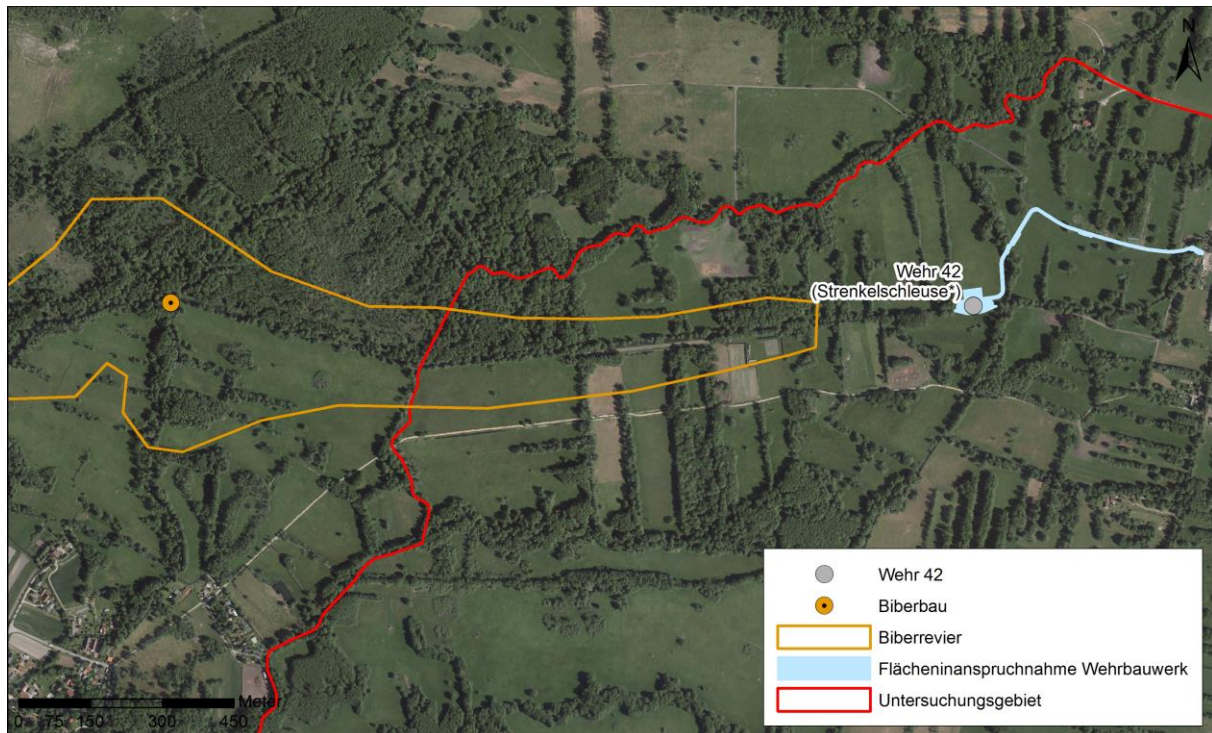 N
Wehr 42
(Strenkelschleuse*)
Wehr 42
Biberbau
Biberrevier
Flächeninanspruchnahme Wehrbauwerk
Untersuchungsgebiet
Meter
0 75 150 300 450